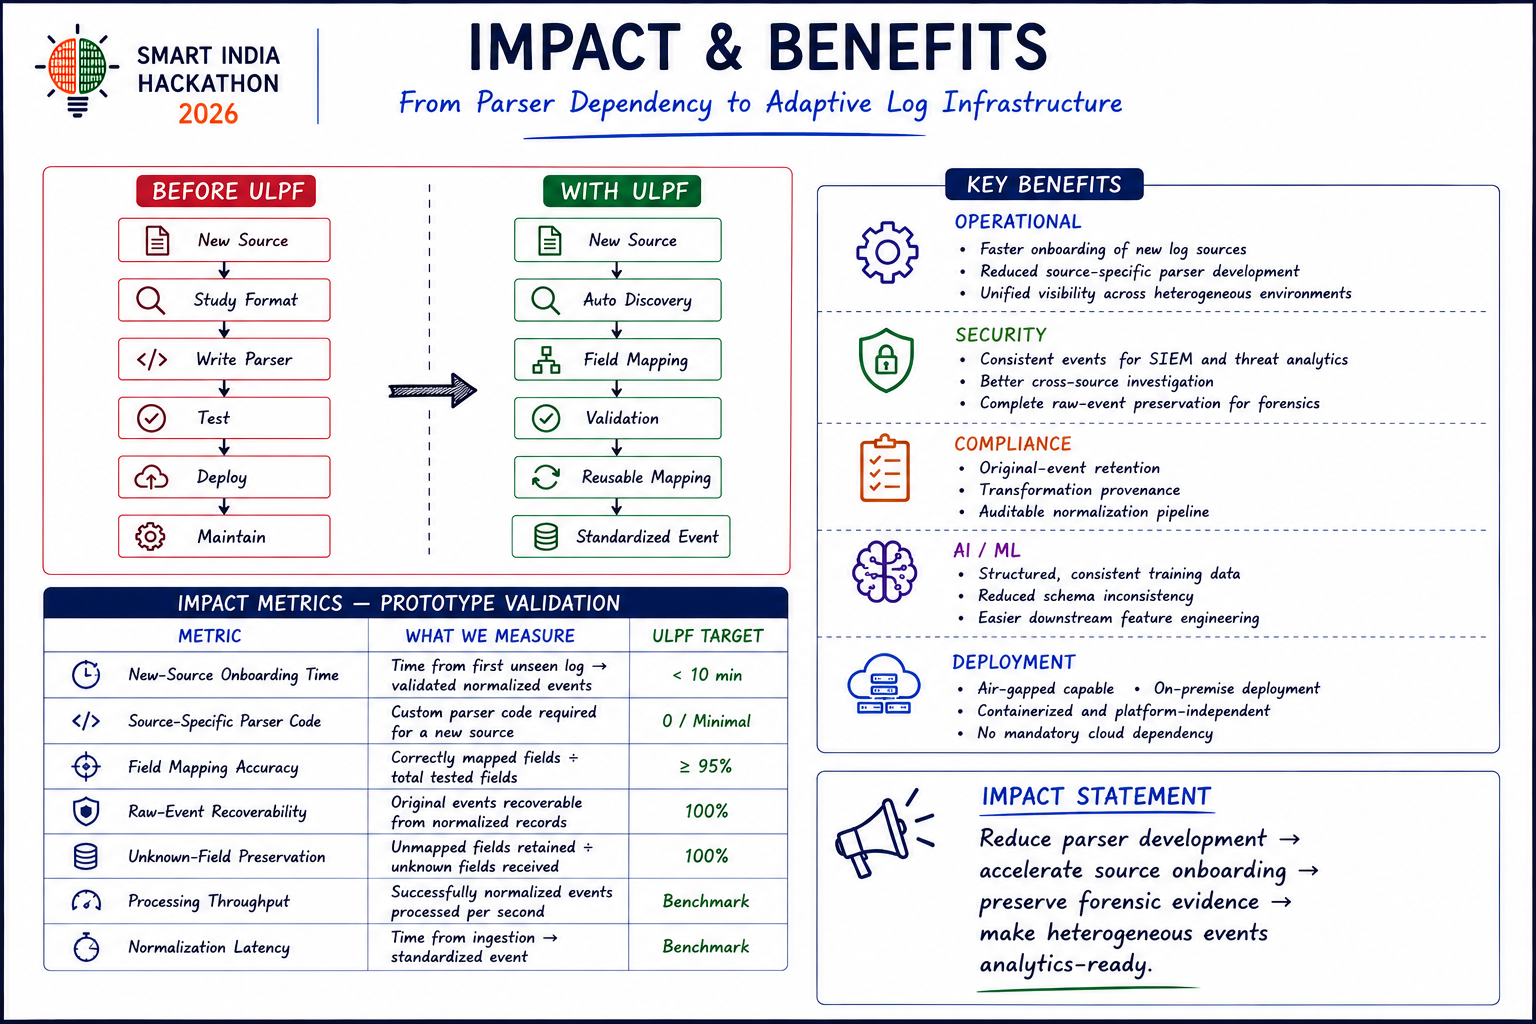 SMART INDIA
HACKATHON
2026
IMPACT & BENEFITS
From Parser Dependency to Adaptive Log Infrastructure
BEFORE ULPF
New Source
Study Format
Write Parser
Test
Deploy
Maintain
WITH ULPF
New Source
Auto Discovery
Field Mapping
Validation
Reusable Mapping
Standardized Event
IMPACT METRICS — PROTOTYPE VALIDATION
METRIC
WHAT WE MEASURE
ULPF TARGET
New-Source Onboarding Time
Time from first unseen log →
validated normalized events
< 10 min
Source-Specific Parser Code
Custom parser code required
for a new source
0 / Minimal
Field Mapping Accuracy
Correctly mapped fields ÷
total tested fields
≥ 95%
Raw-Event Recoverability
Original events recoverable
from normalized records
100%
Unknown-Field Preservation
Unmapped fields retained ÷
unknown fields received
100%
Processing Throughput
Successfully normalized events
processed per second
Benchmark
Normalization Latency
Time from ingestion →
standardized event
Benchmark
KEY BENEFITS
OPERATIONAL
• Faster onboarding of new log sources
• Reduced source-specific parser development
• Unified visibility across heterogeneous environments
SECURITY
• Consistent events for SIEM and threat analytics
• Better cross-source investigation
• Complete raw-event preservation for forensics
COMPLIANCE
• Original-event retention
• Transformation provenance
• Auditable normalization pipeline
AI / ML
• Structured, consistent training data
• Reduced schema inconsistency
• Easier downstream feature engineering
DEPLOYMENT
• Air-gapped capable • On-premise deployment
• Containerized and platform-independent
• No mandatory cloud dependency
IMPACT STATEMENT
Reduce parser development →
accelerate source onboarding →
preserve forensic evidence →
make heterogeneous events
analytics-ready.